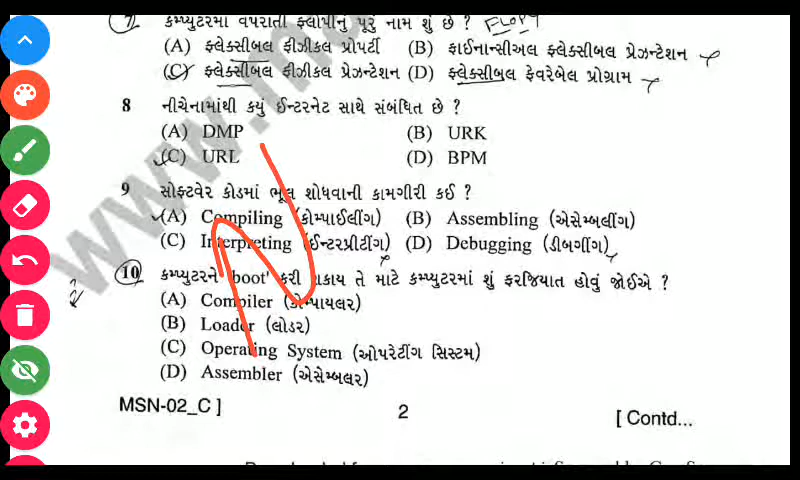 7 કમ્પ્યુટરમાં વપરાતી ફ્લોપીનું પૂરું નામ શું છે ? FLOPY
(A) ફ્લેક્સીબલ ફીઝીકલ પ્રોપર્ટી (B) ફાઈનાન્સીઅલ ફ્લેક્સીબલ પ્રેઝન્ટેશન
(C) ફ્લેક્સીબલ ફીઝીકલ પ્રેઝન્ટેશન (D) ફ્લેક્સીબલ ફેવરેબેલ પ્રોગ્રામ
8 નીચેનામાંથી કયું ઈન્ટરનેટ સાથે સંબંધિત છે ?
(A) DMP (B) URK
(C) URL (D) BPM
9 સોફ્ટવેર કોડમાં ભૂલ શોધવાની કામગીરી કઈ ?
(A) Compiling (કોમ્પાઈલીંગ) (B) Assembling (એસેમ્બલીંગ)
(C) Interpreting (ઈન્ટરપ્રીટીંગ) (D) Debugging (ડીબગીંગ)
10 કમ્પ્યુટરને 'boot' કરી શકાય તે માટે કમ્પ્યુટરમાં શું ફરજિયાત હોવું જોઈએ ?
(A) Compiler (કોમ્પાયલર)
(B) Loader (લોડર)
(C) Operating System (ઓપરેટીંગ સિસ્ટમ)
(D) Assembler (એસેમ્બલર)
MSN-02_C ] 2 [ Contd...